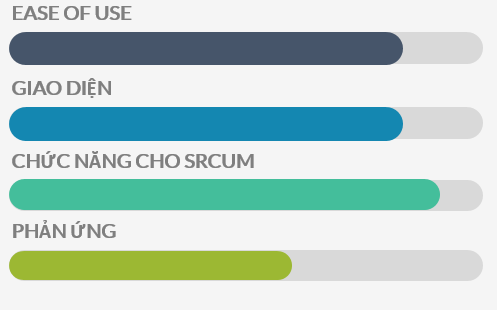 EASE OF USE
GIAO DIỆN
CHỨC NĂNG CHO SRCUM
PHẢN ỨNG